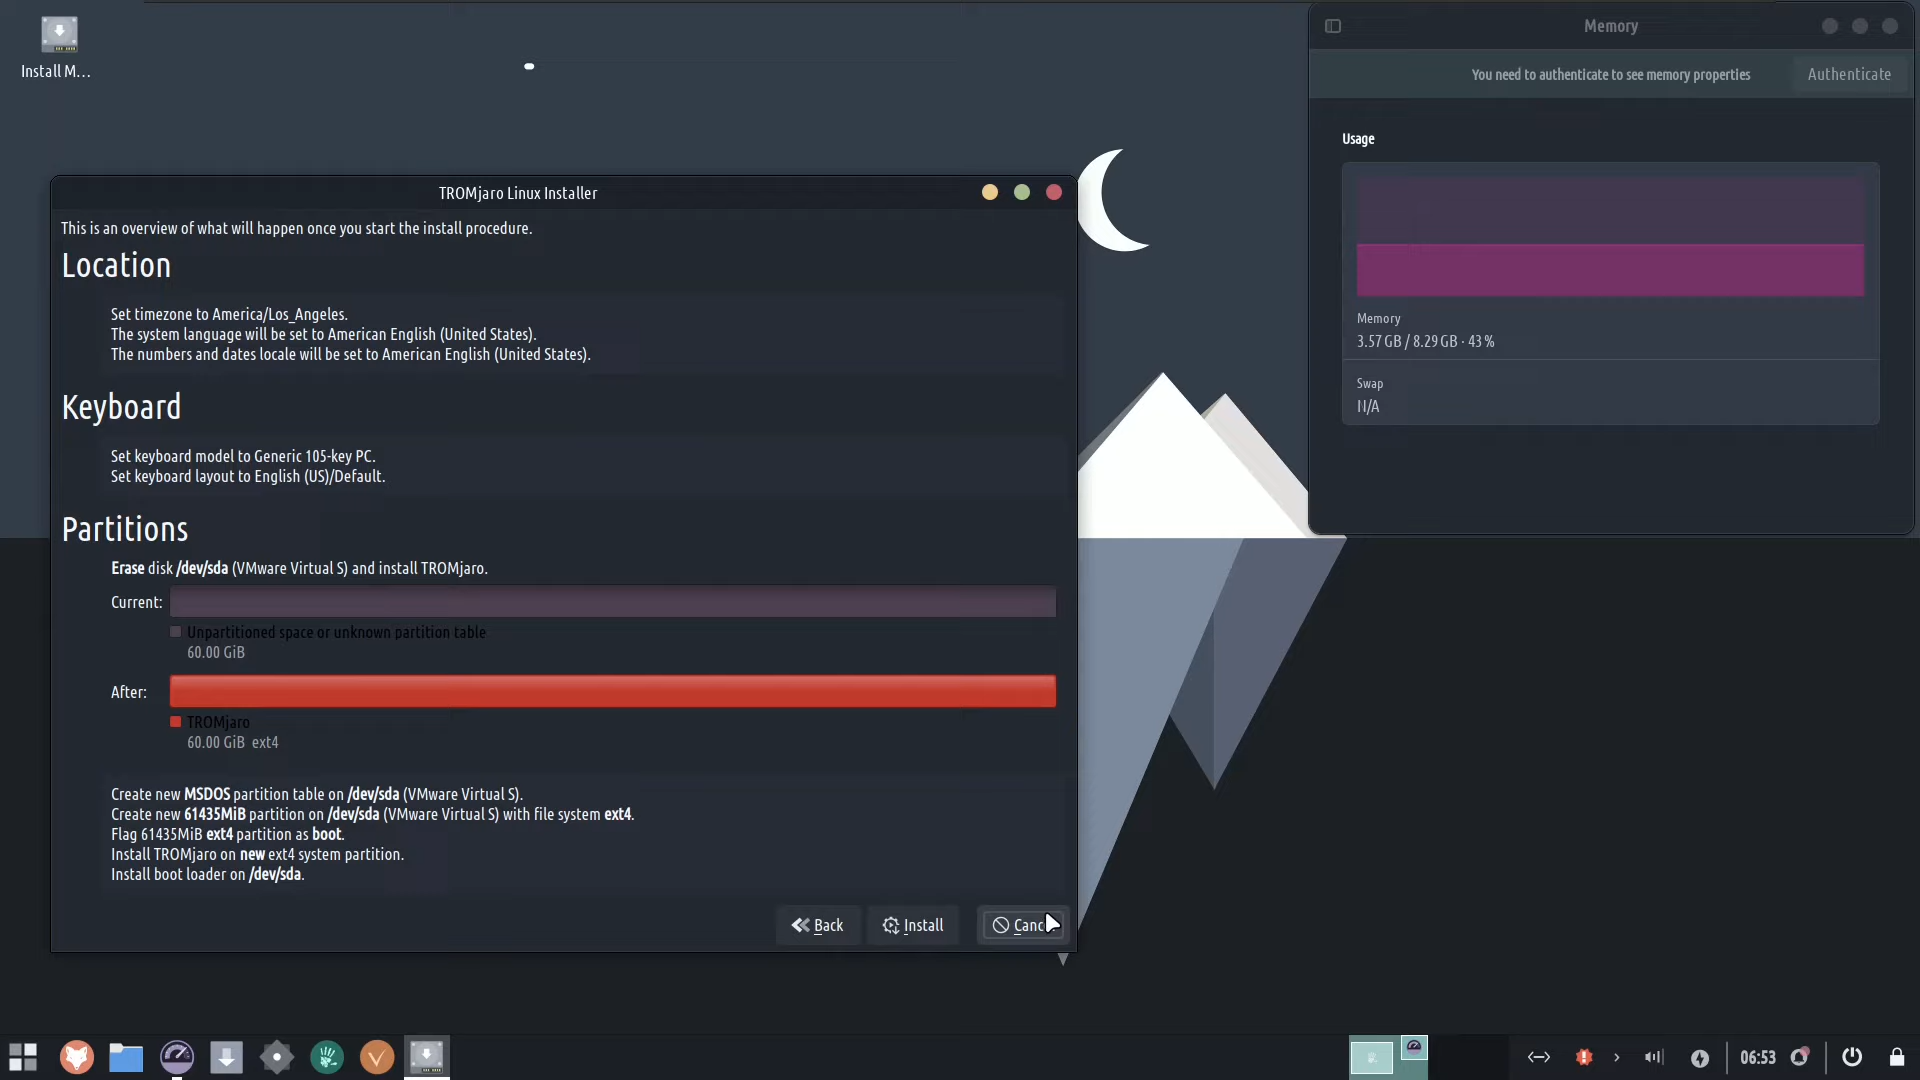 Install M...
Memory
You need to authenticate to see memory properties
Authenticate
Usage
Memory
3.57 GB / 8.29 GB · 43 %
Swap
N/A
TROMjaro Linux Installer
This is an overview of what will happen once you start the install procedure.
Location
Set timezone to America/Los_Angeles.
The system language will be set to American English (United States).
The numbers and dates locale will be set to American English (United States).
Keyboard
Set keyboard model to Generic 105-key PC.
Set keyboard layout to English (US)/Default.
Partitions
Erase disk /dev/sda (VMware Virtual S) and install TROMjaro.
Current:
Unpartitioned space or unknown partition table
60.00 GiB
After:
TROMjaro
60.00 GiB ext4
Create new MSDOS partition table on /dev/sda (VMware Virtual S).
Create new 61435MiB partition on /dev/sda (VMware Virtual S) with file system ext4.
Flag 61435MiB ext4 partition as boot.
Install TROMjaro on new ext4 system partition.
Install boot loader on /dev/sda.
Back
Install
Canc
06:53